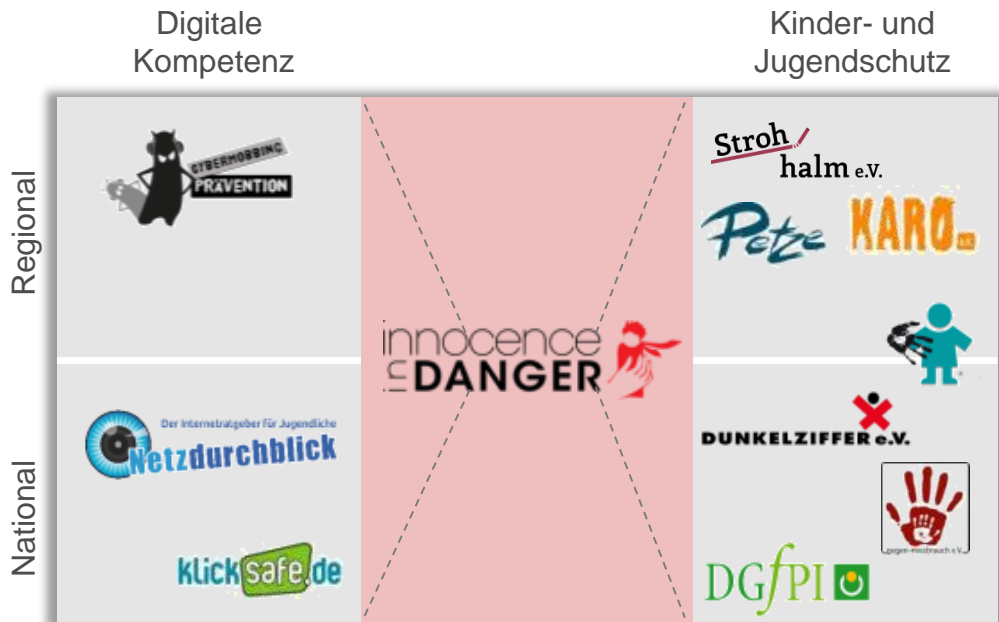 Digitale
Kompetenz
Kinder- und
Jugendschutz
Regional
CYBERMOBBING
PRÄVENTION
Stroh
halm e.V.
Petze
KARO e.V.
innocence
in DANGER
National
Der Internetratgeber für Jugendliche
Netzdurchblick
klicksafe.de
DUNKELZIFFER e.V.
gegen-missbrauch e.V.
DGfPI